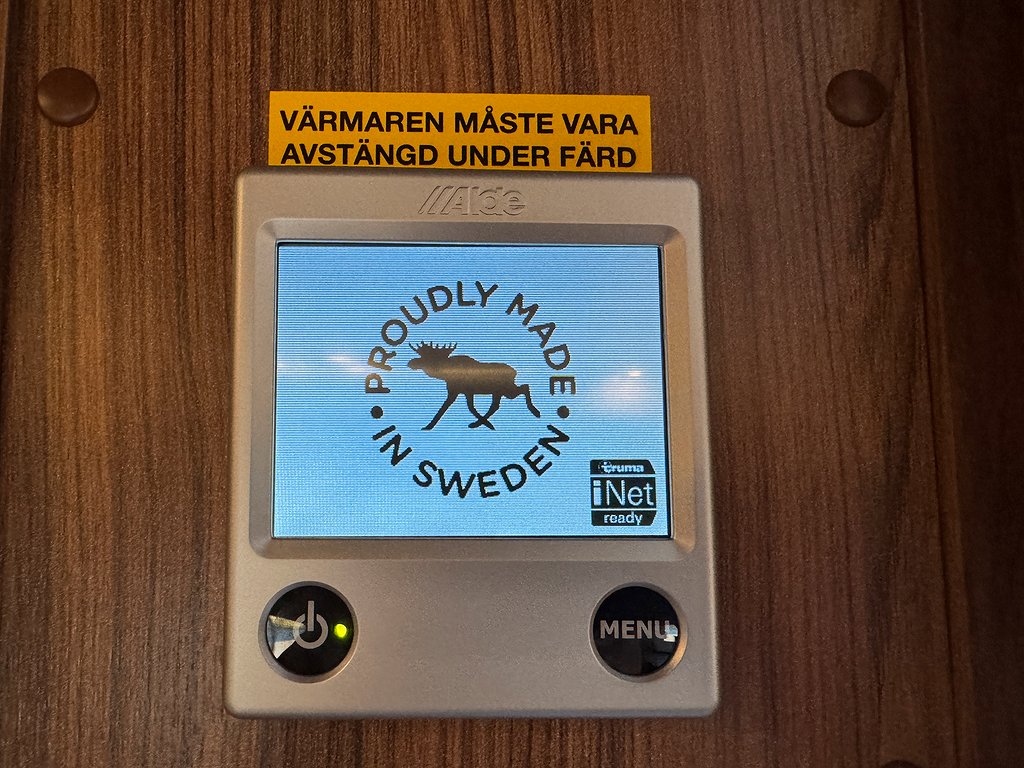 VÄRMAREN MÅSTE VARA
AVSTÄNGD UNDER FÄRD
Alde
PROUDLY MADE
• IN SWEDEN •
truma
iNet
ready
MENU